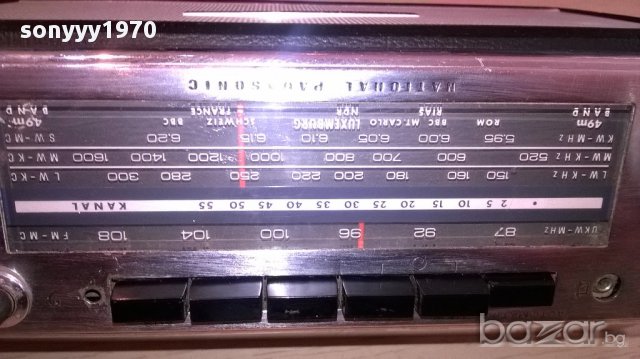 sonyyy1970
UKW-MHz 87 92 96 100 104 108 FM-MC
• 2 5 10 15 20 25 30 35 40 45 50 55 KANAL
LW-KHz 150 160 180 200 220 250 280 300 LW-KC
MW-KHz 520 600 700 800 1000 1200 1400 1600 MW-KC
KW-MHz 5.95 6.00 6.05 6.10 6.15 6.20 SW-MC
49m ROM BBC MT.CARLO LUXEMBURG SCHWEIZ BBC 49m
BAND RIAS NDR FRANCE BAND
NATIONAL PANASONIC
bazar.bg